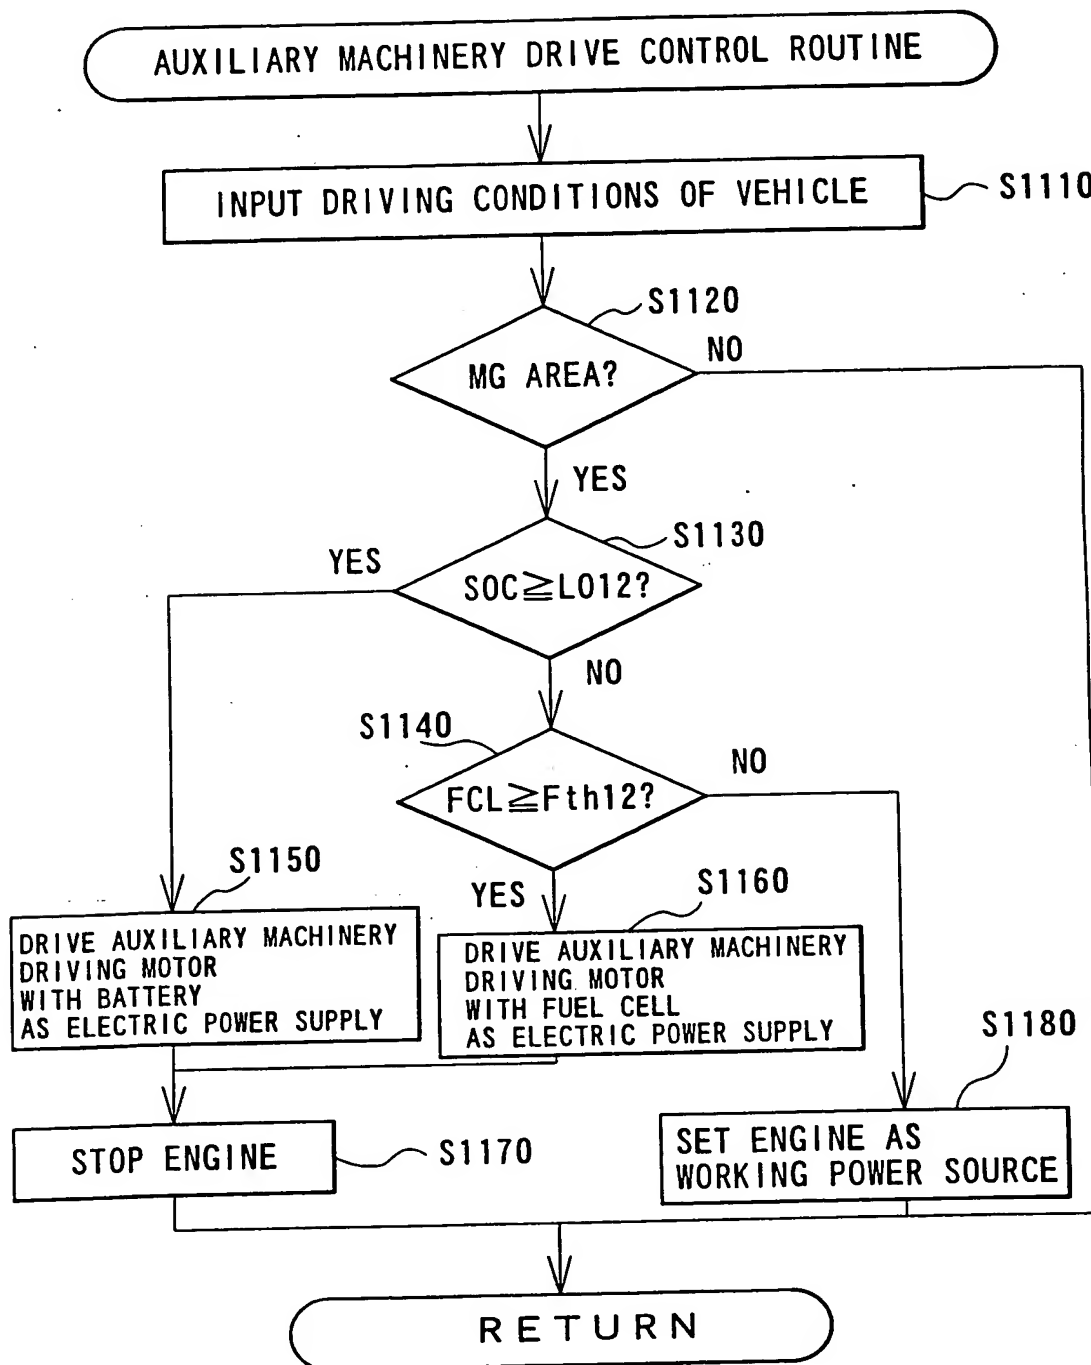 AUXILIARY MACHINERY DRIVE CONTROL ROUTINE
INPUT DRIVING CONDITIONS OF VEHICLE
S1110
S1120
MG AREA?
NO
YES
S1130
YES
SOC≧LO12?
NO
S1140
NO
FCL≧Fth12?
S1150
YES
S1160
DRIVE AUXILIARY MACHINERY
DRIVING MOTOR
WITH BATTERY
AS ELECTRIC POWER SUPPLY
DRIVE AUXILIARY MACHINERY
DRIVING MOTOR
WITH FUEL CELL
AS ELECTRIC POWER SUPPLY
S1180
STOP ENGINE
S1170
SET ENGINE AS
WORKING POWER SOURCE
RETURN